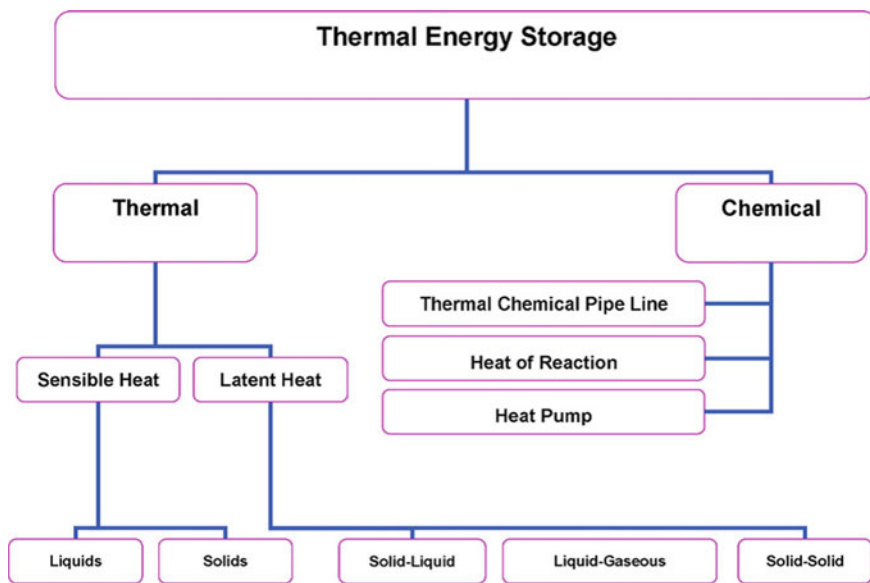 Thermal Energy Storage
Thermal
Chemical
Thermal Chemical Pipe Line
Heat of Reaction
Heat Pump
Sensible Heat
Latent Heat
Liquids
Solids
Solid-Liquid
Liquid-Gaseous
Solid-Solid